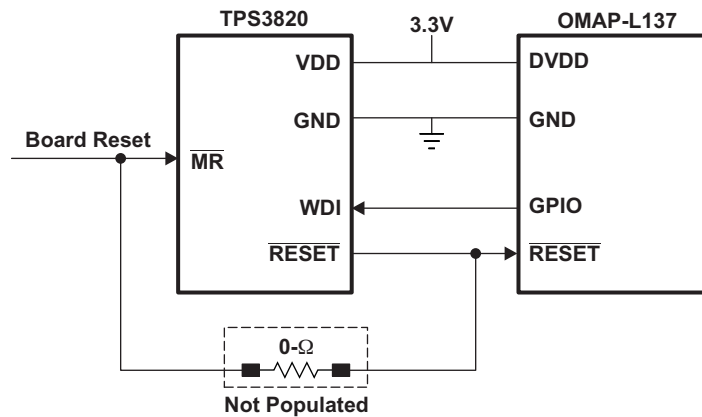 TPS3820
3.3V
OMAP-L137
VDD
DVDD
GND
GND
Board Reset
MR
WDI
GPIO
RESET
RESET
0-Ω
Not Populated